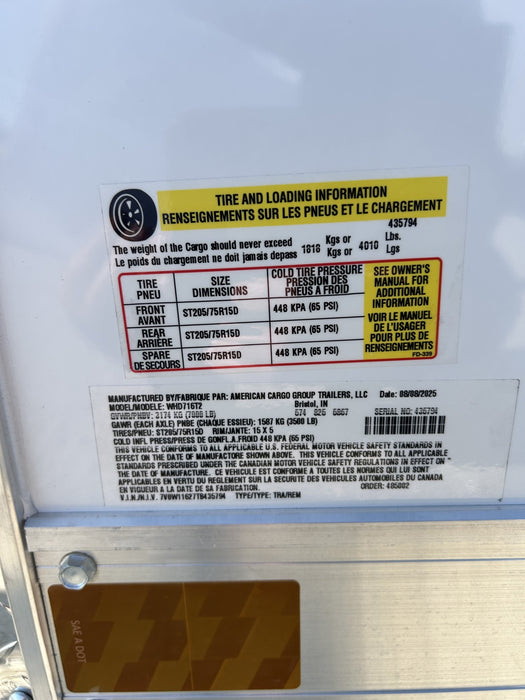 TIRE AND LOADING INFORMATION
RENSEIGNEMENTS SUR LES PNEUS ET LE CHARGEMENT
435794
The weight of the Cargo should never exceed 1818 Kgs or 4010 Lbs.
Le poids du chargement ne doit jamais depass Kgs or Lgs
TIRE PNEU SIZE DIMENSIONS COLD TIRE PRESSURE PRESSION DES PNEUS A FROID
FRONT AVANT ST205/75R15D 448 KPA (65 PSI)
REAR ARRIÈRE ST205/75R15D 448 KPA (65 PSI)
SPARE DE SECOURS ST205/75R15D 448 KPA (65 PSI)
SEE OWNER'S
MANUAL FOR
ADDITIONAL
INFORMATION
VOIR LE MANUEL
DE L'USAGER
POUR PLUS DE
RENSEIGNEMENTS
FD-339
MANUFACTURED BY/FABRIQUE PAR: AMERICAN CARGO GROUP TRAILERS, LLC Date: 08/08/2025
MODEL/MODELE: WHD716T2 Bristol, IN
GVWR/PNBV: 3174 KG (7000 LB) 574 825 5867 SERIAL NO: 435794
GAWR (EACH AXLE) PNBE (CHAQUE ESSIEU): 1587 KG (3500 LB)
TIRES/PNEU: ST205/75R15D RIM/JANTE: 15 X 5
COLD INFL PRESS/PRESS DE GONFL.A.FROID 448 KPA (65 PSI)
THIS VEHICLE CONFORMS TO ALL APPLICABLE U.S. FEDERAL MOTOR VEHICLE SAFETY STANDARDS IN
EFFECT ON THE DATE OF MANUFACTURE SHOWN ABOVE. THIS VEHICLE CONFORMS TO ALL APPLICABLE
STANDARDS PRESCRIBED UNDER THE CANADIAN MOTOR VEHICLE SAFETY REGULATIONS IN EFFECT ON
THE DATE OF MANUFACTURE. CE VEHICULE EST CONFORME A TOUTES LES NORMES QUI LUI SONT
APPLICABLES EN VERTU DU REGLEMENT SUR LA SECURITE DES VEHICULES AUTOMOBILES DU CANADA
EN VIGUEUR A LA DATE DE SA FABRICATION. ORDER: 485002
V.I.N./N.I.V. 7V0W11627TB435794 TYPE/TYPE: TRA/REM
SAE A DOT